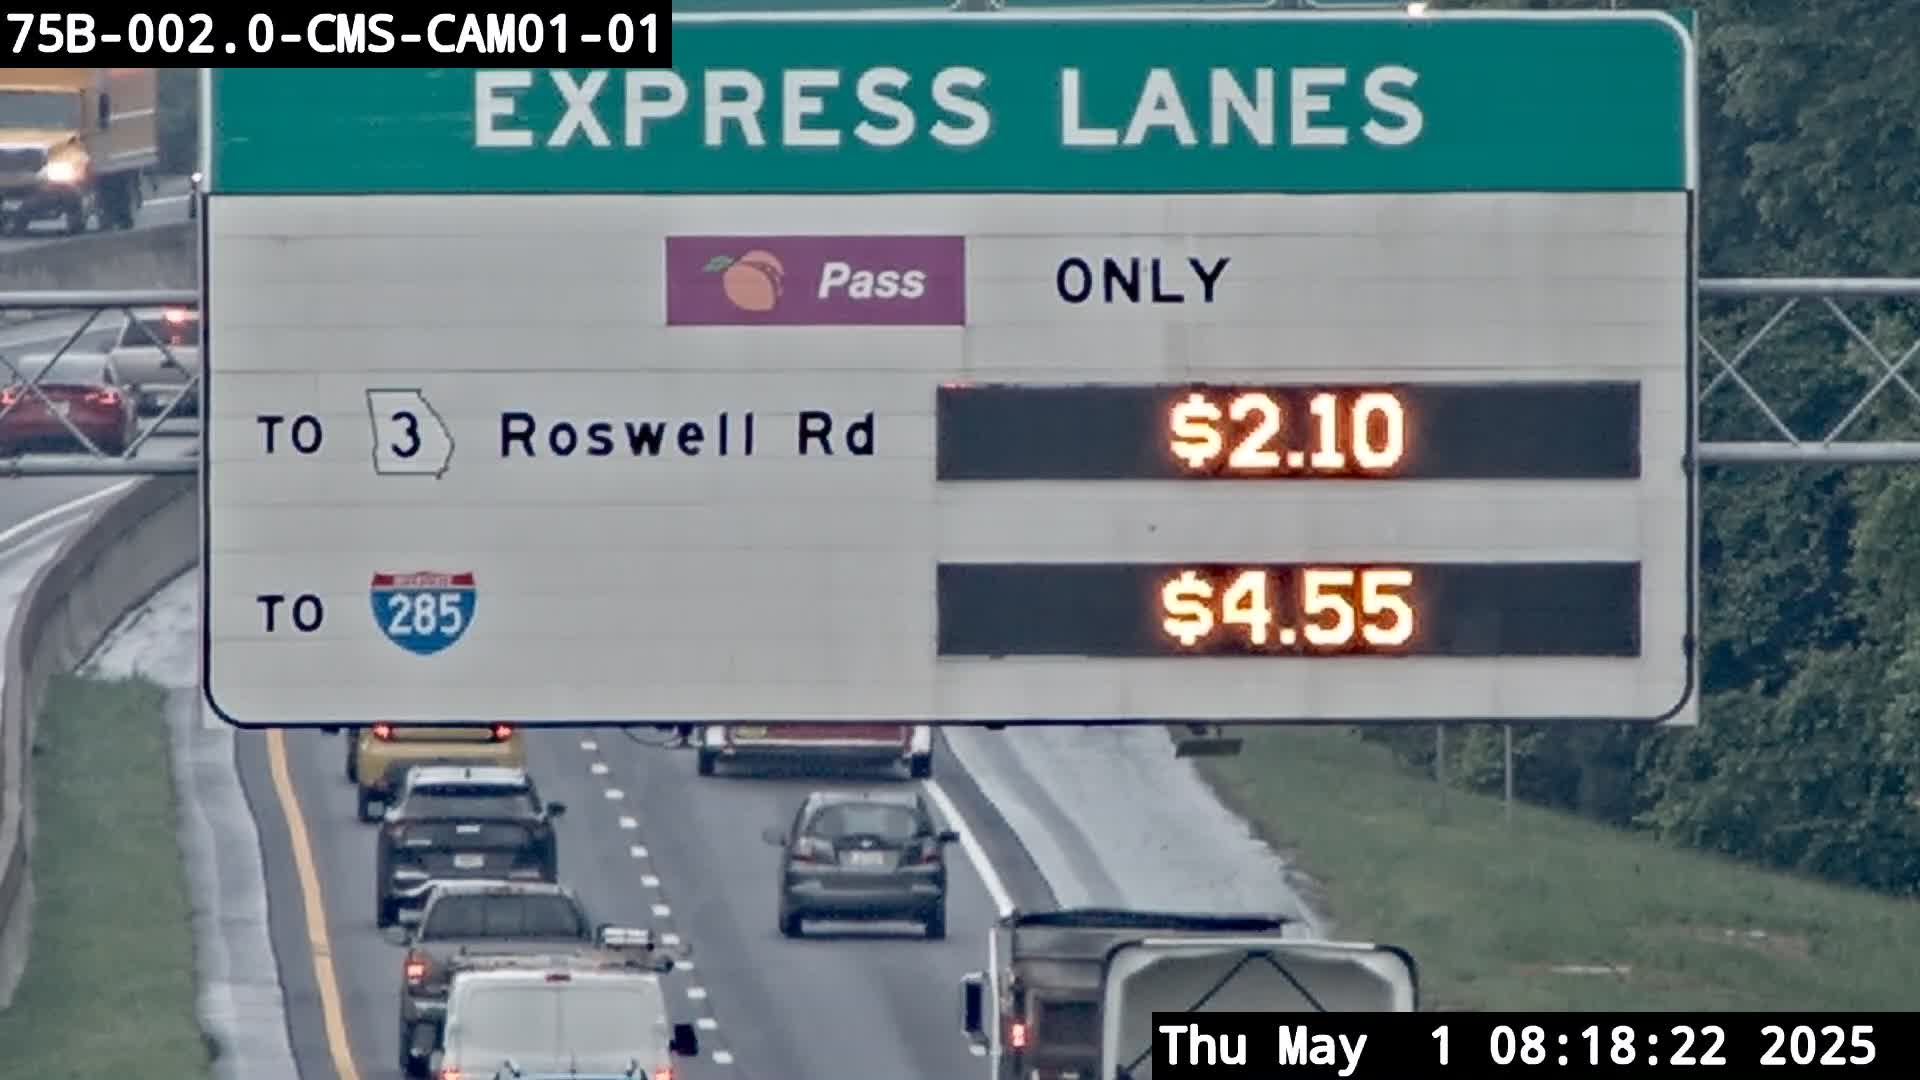 75B-002.0-CMS-CAM01-01
EXPRESS LANES
Pass ONLY
TO 3 Roswell Rd $2.10
TO 285 $4.55
Thu May 1 08:18:22 2025